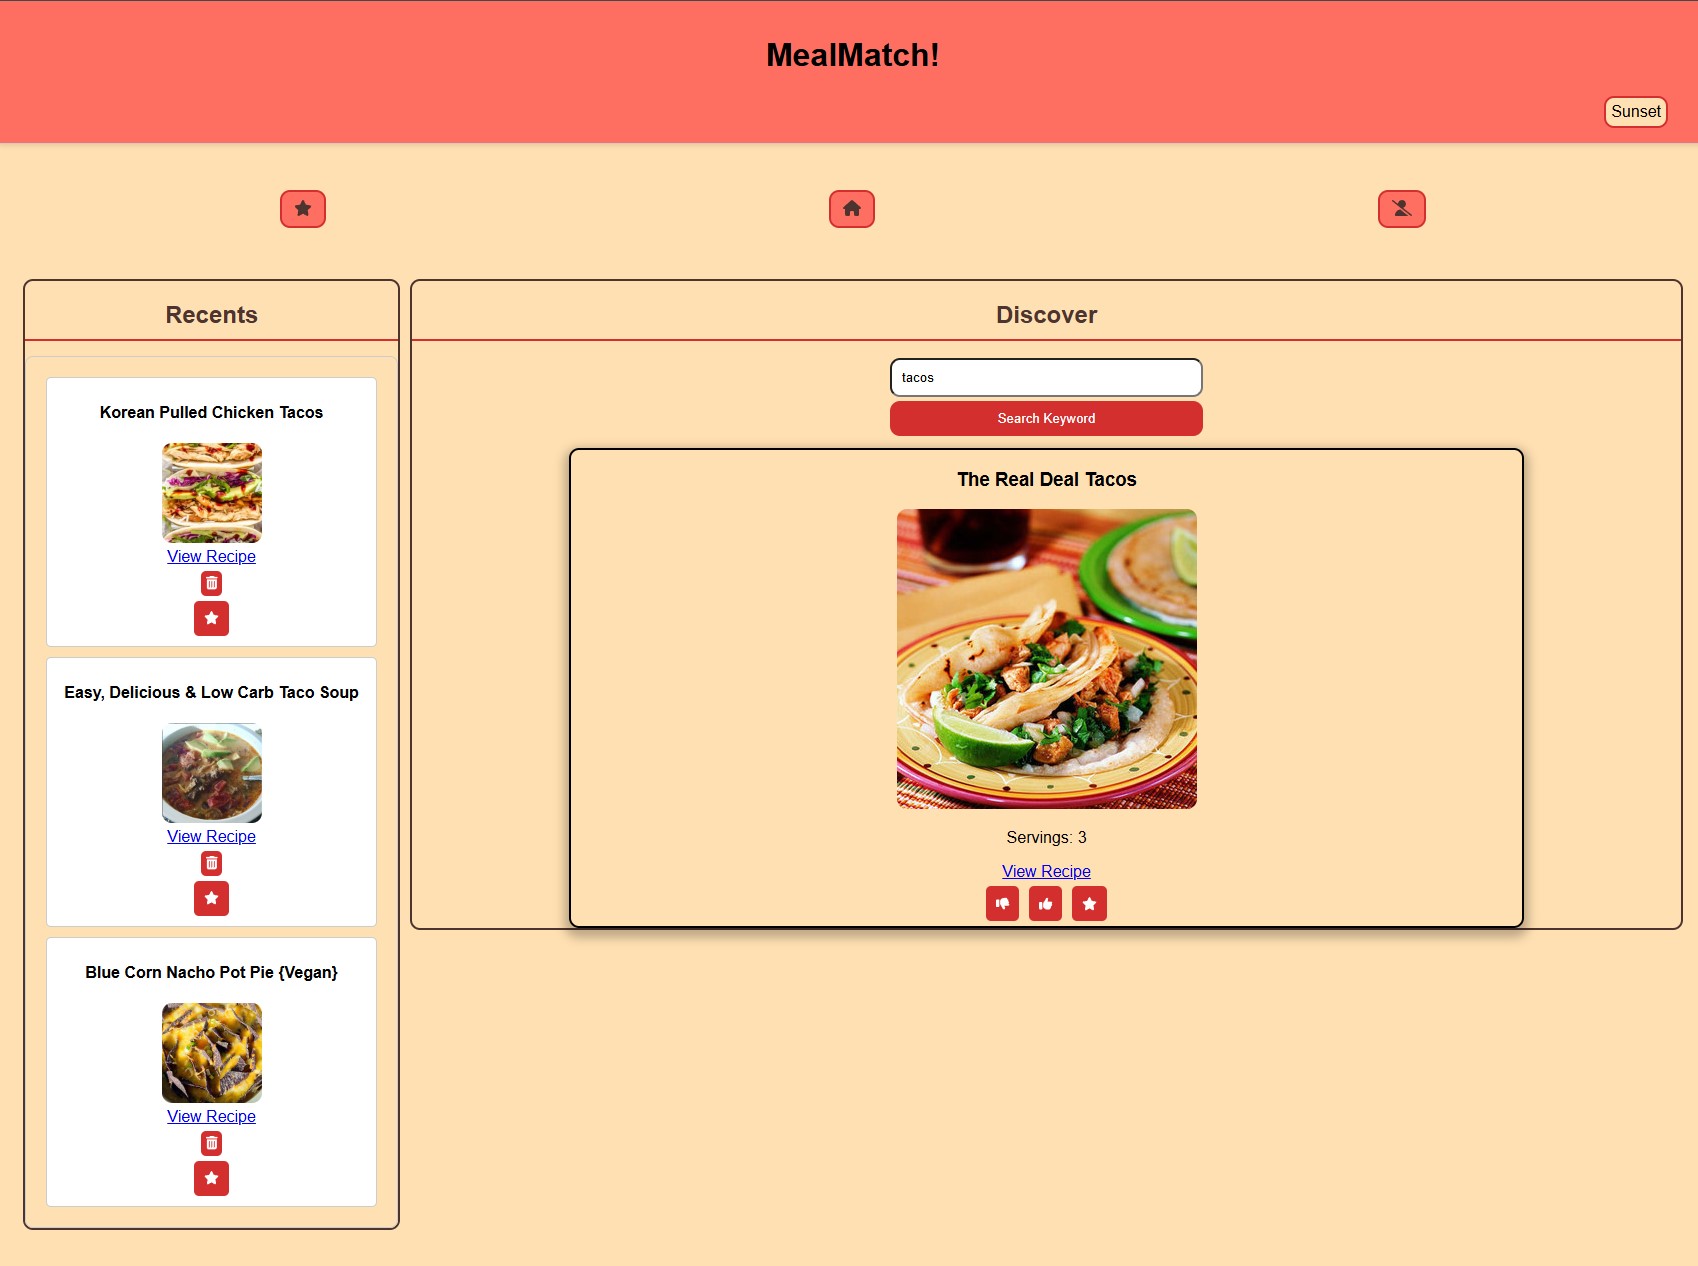 MealMatch!
Sunset
Recents
Korean Pulled Chicken Tacos
View Recipe
Easy, Delicious & Low Carb Taco Soup
View Recipe
Blue Corn Nacho Pot Pie {Vegan}
View Recipe
Discover
tacos
Search Keyword
The Real Deal Tacos
Servings: 3
View Recipe